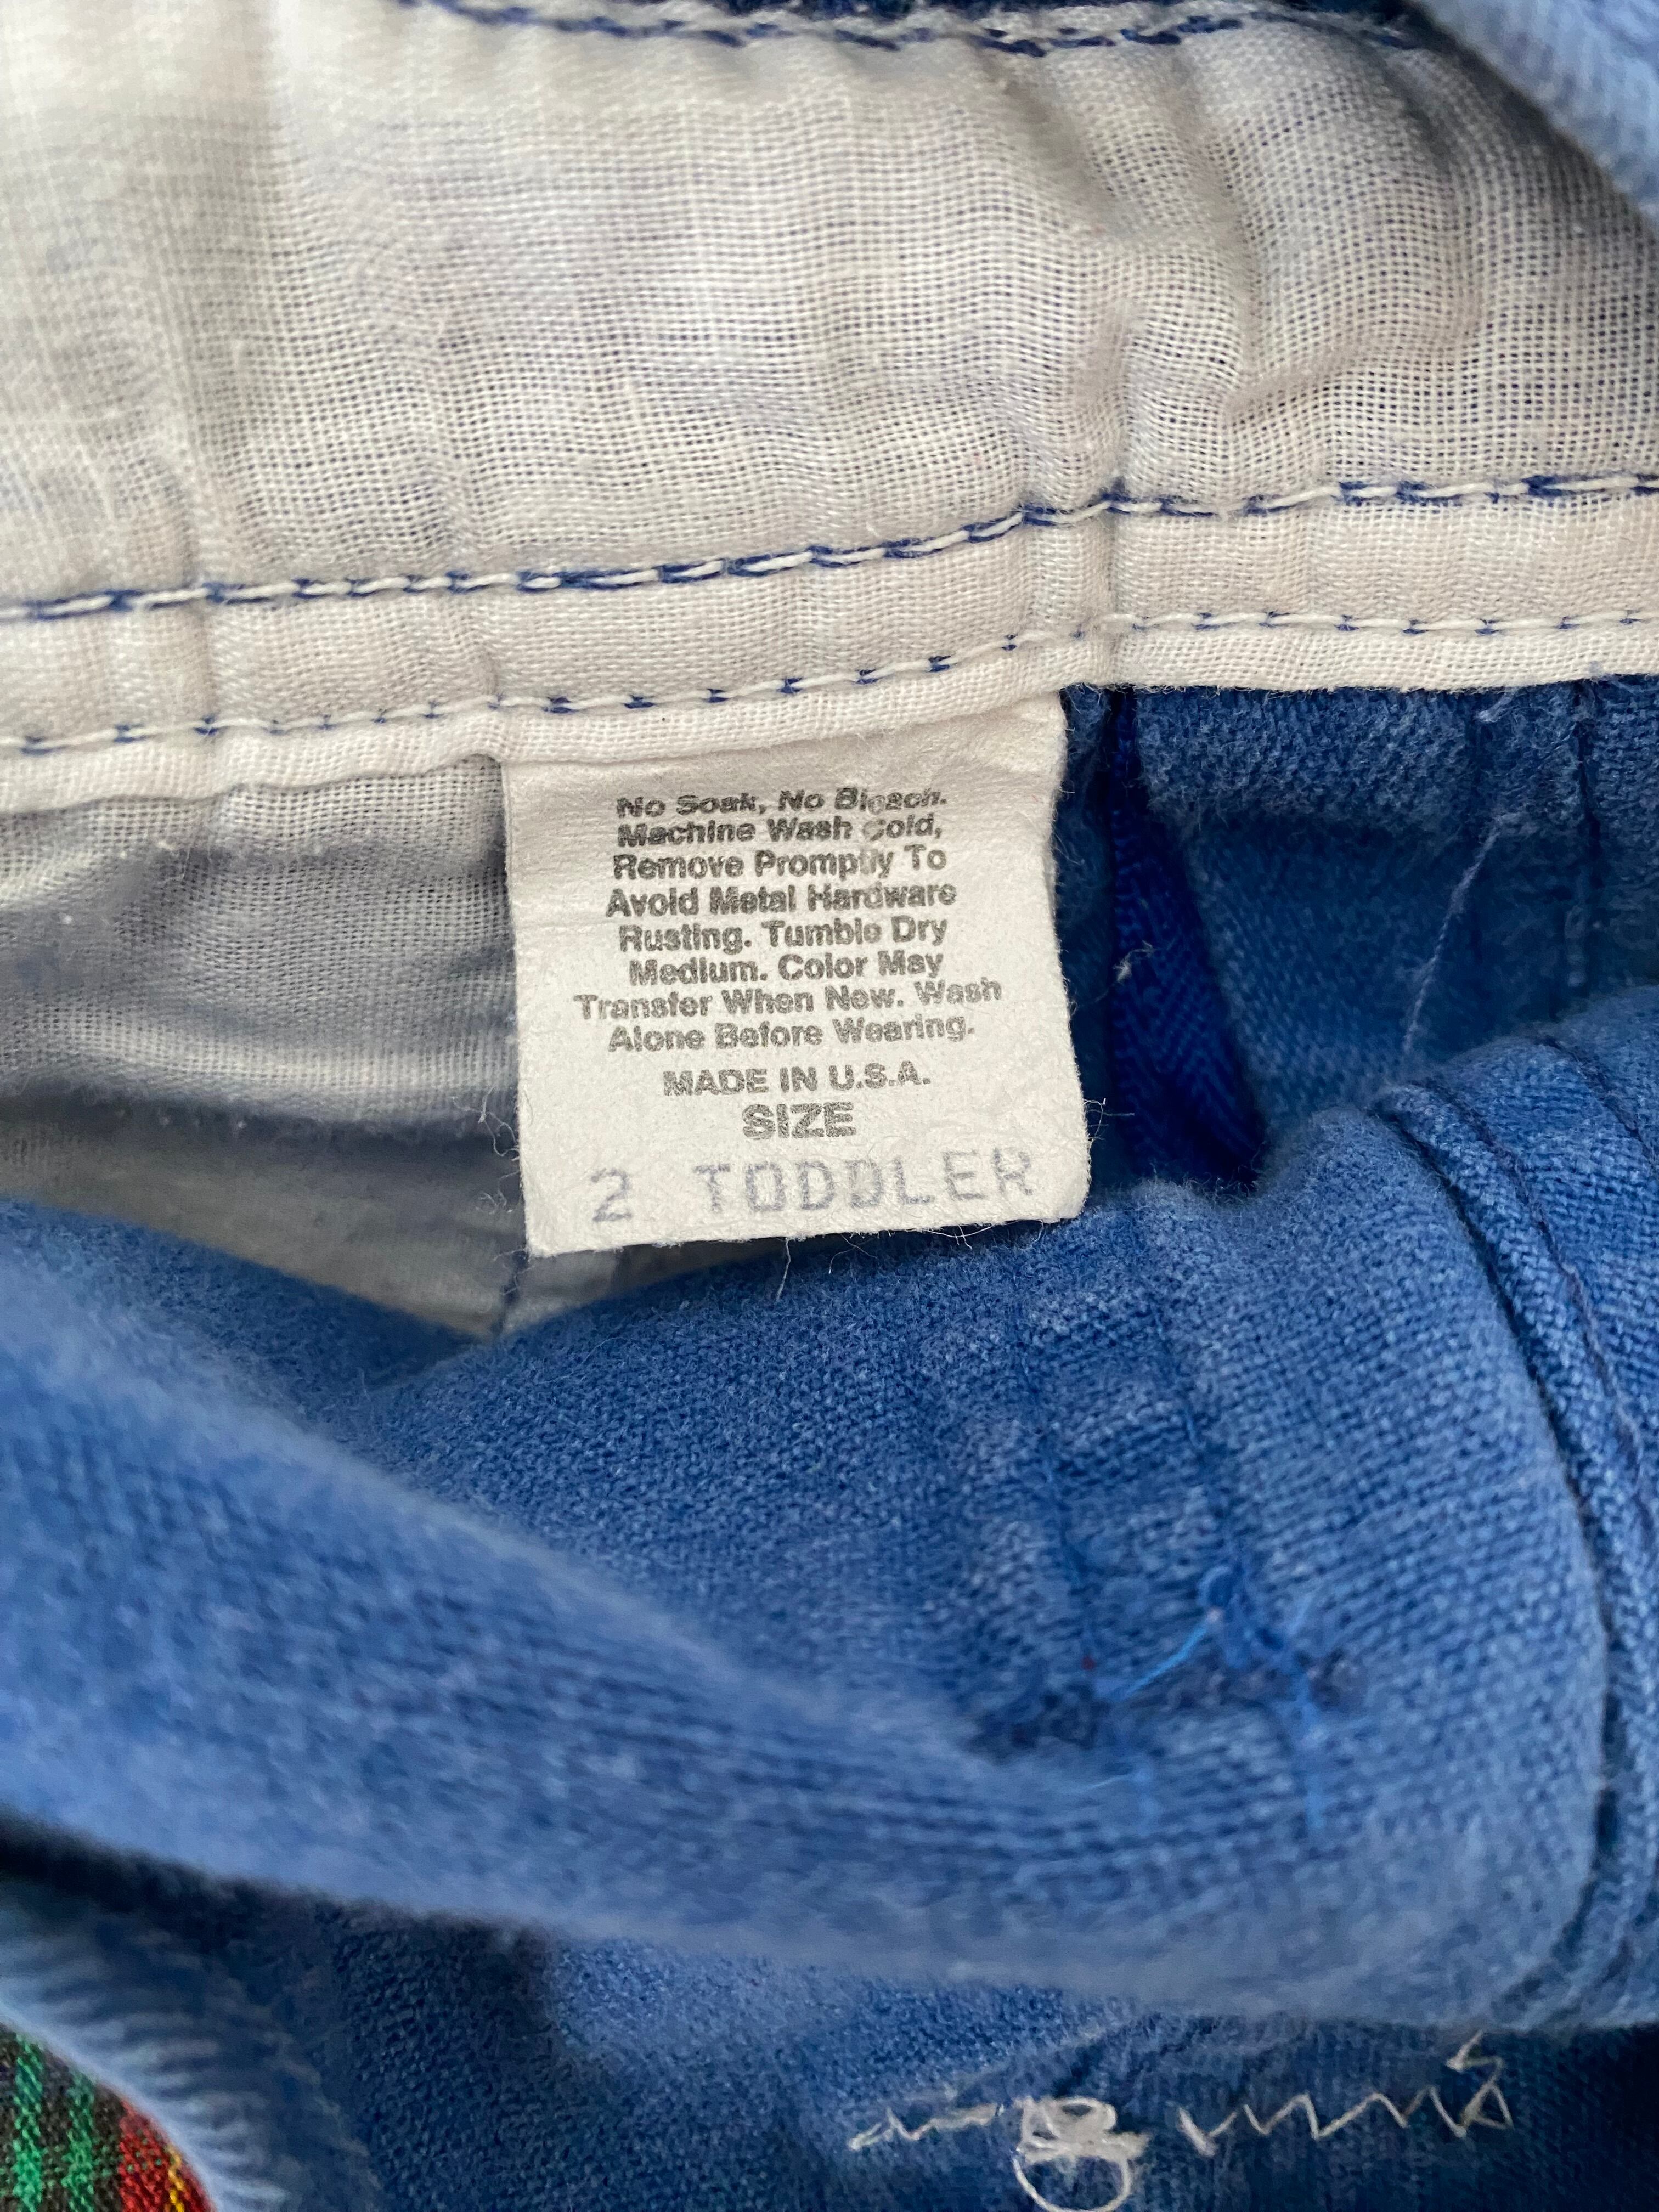 No Soak, No Bleach.
Machine Wash Cold,
Remove Promptly To
Avoid Metal Hardware
Rusting. Tumble Dry
Medium. Color May
Transfer When New. Wash
Alone Before Wearing.
MADE IN U.S.A.
SIZE
2 TODDLER